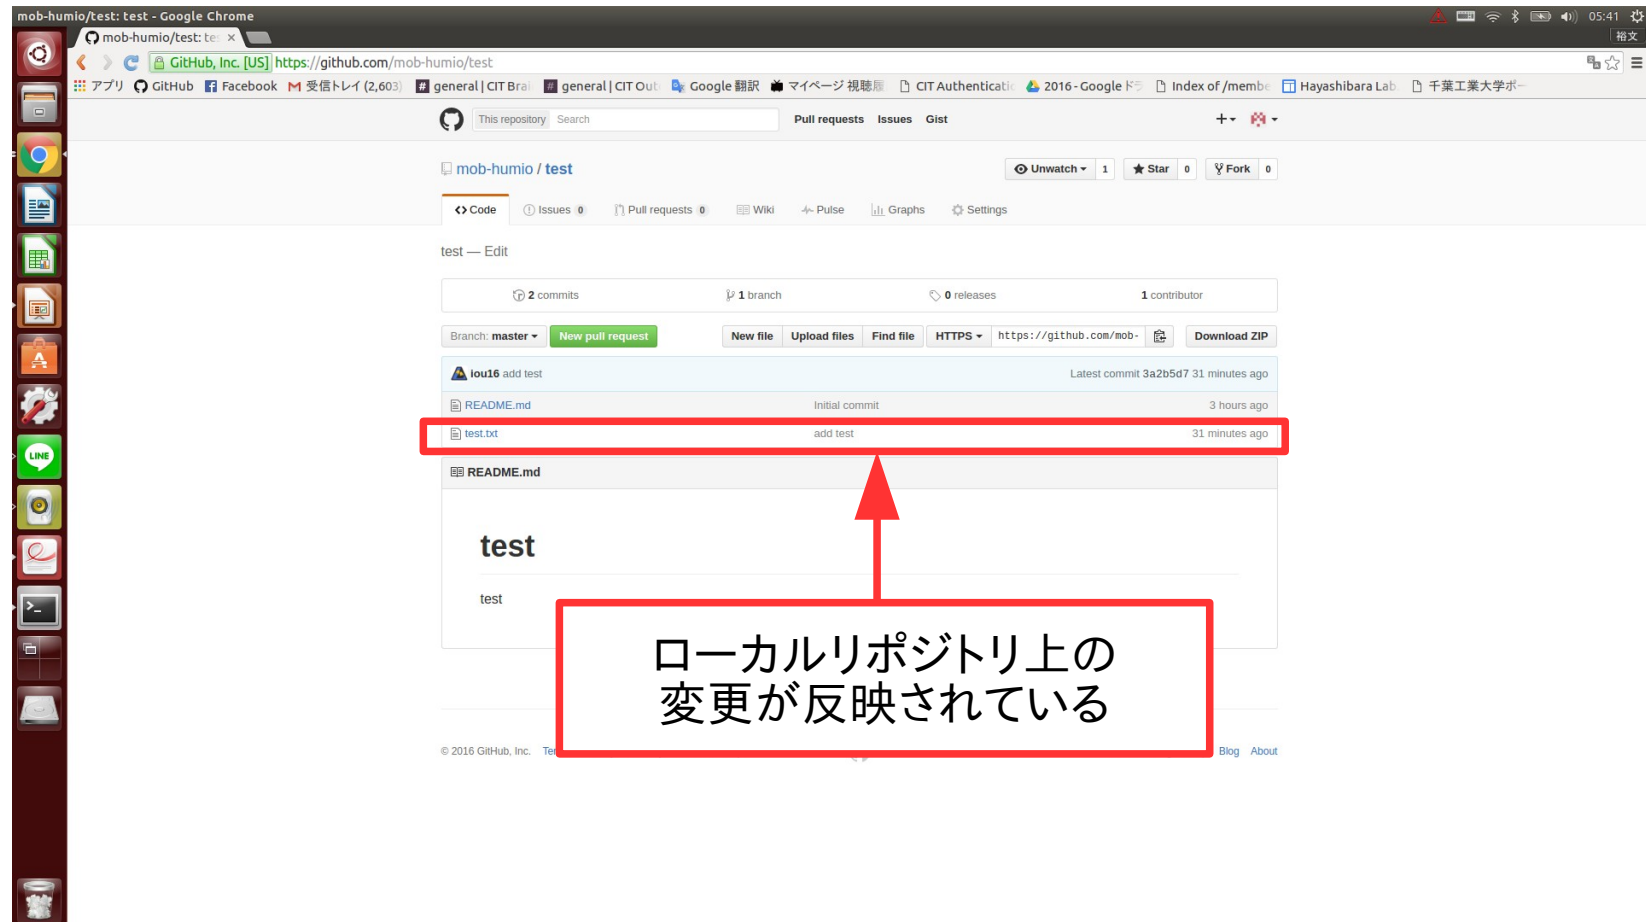 mob-humio/test: test - Google Chrome
05:41
mob-humio/test: te
裕文
GitHub, Inc. [US] https://github.com/mob-humio/test
アプリ GitHub Facebook 受信トレイ (2,603) general | CIT Brai general | CIT Out Google 翻訳 マイページ 視聴履 CIT Authenticatic 2016 - Google ドラ Index of /membe Hayashibara Lab. 千葉工業大学ポー
This repository Search Pull requests Issues Gist
mob-humio / test Unwatch 1 Star 0 Fork 0
Code Issues 0 Pull requests 0 Wiki Pulse Graphs Settings
test — Edit
2 commits 1 branch 0 releases 1 contributor
Branch: master New pull request New file Upload files Find file HTTPS https://github.com/mob- Download ZIP
iou16 add test Latest commit 3a2b5d7 31 minutes ago
README.md Initial commit 3 hours ago
test.txt add test 31 minutes ago
README.md
test
test
ローカルリポジトリ上の
変更が反映されている
© 2016 GitHub, Inc. Blog About
LINE